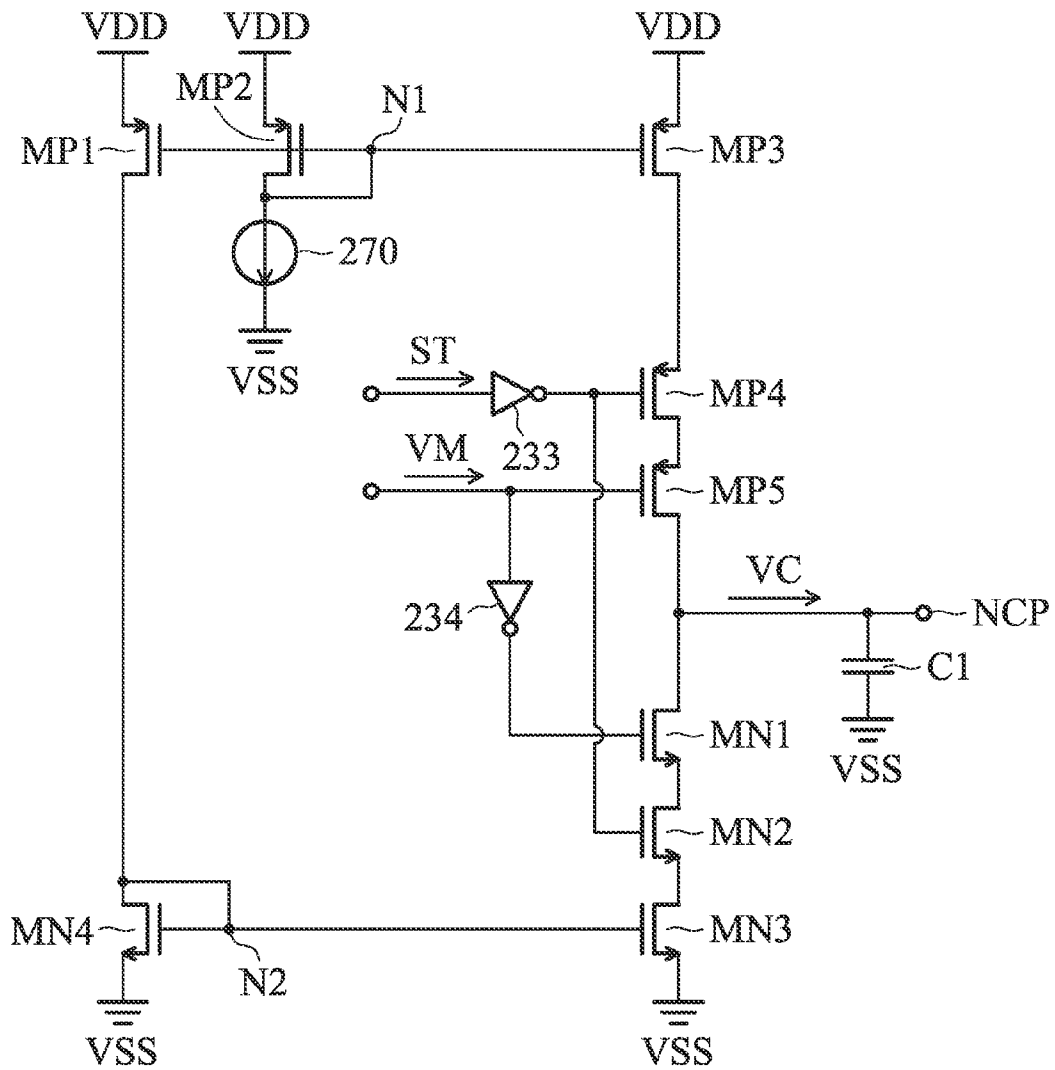 VDD VDD VDD
MP2 N1
MP1 MP3
270
VSS
ST
MP4
233
VM
MP5
VC
234 NCP
C1
MN1
VSS
MN2
MN4 MN3
N2
VSS VSS